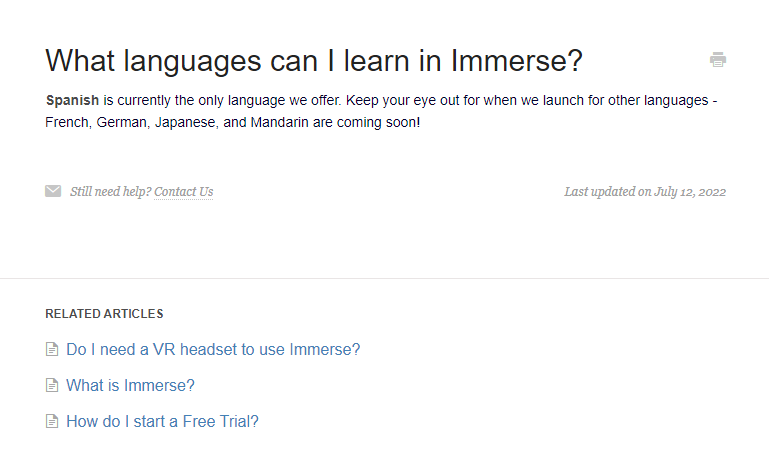 What languages can I learn in Immerse?
Spanish is currently the only language we offer. Keep your eye out for when we launch for other languages -
French, German, Japanese, and Mandarin are coming soon!
Still need help? Contact Us
Last updated on July 12, 2022
RELATED ARTICLES
Do I need a VR headset to use Immerse?
What is Immerse?
How do I start a Free Trial?